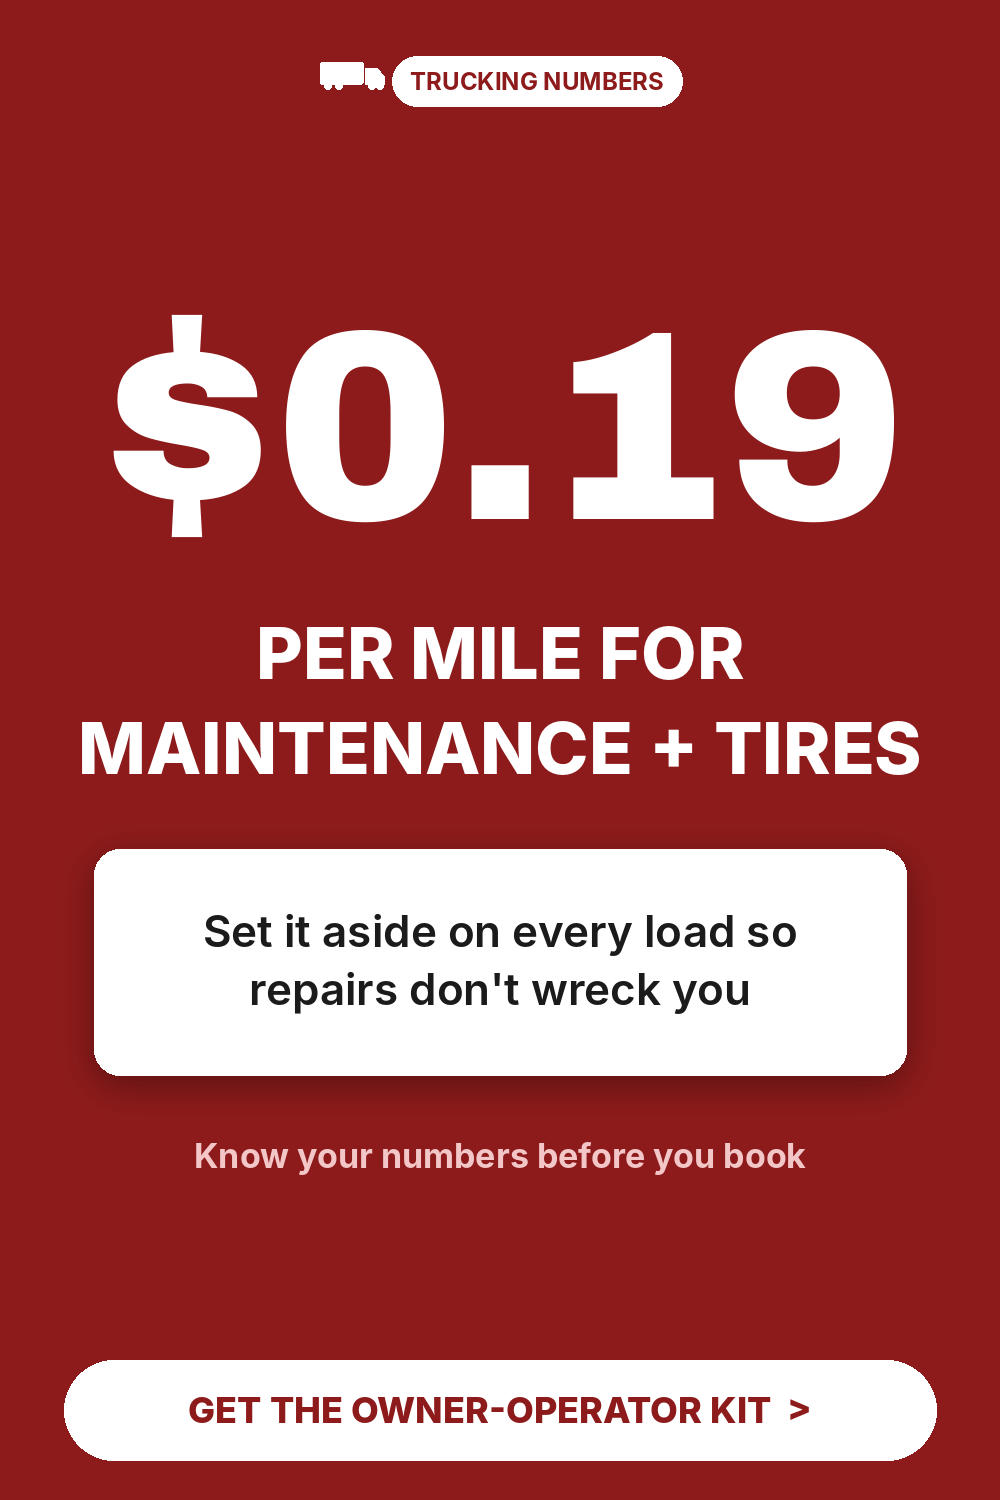 TRUCKING NUMBERS
$0.19
PER MILE FOR
MAINTENANCE + TIRES
Set it aside on every load so
repairs don't wreck you
Know your numbers before you book
GET THE OWNER-OPERATOR KIT >